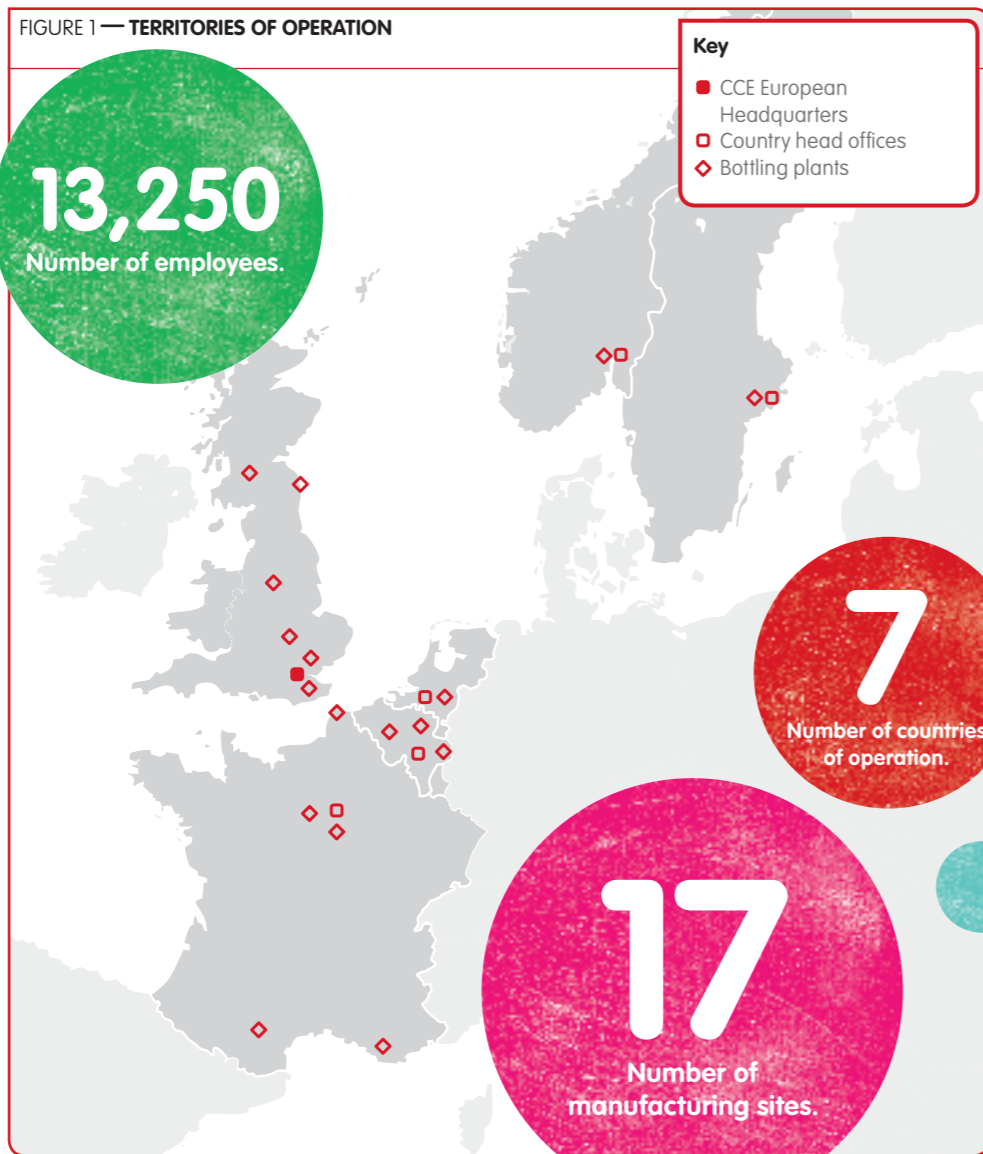 FIGURE 1 — TERRITORIES OF OPERATION
Key
CCE European
Headquarters
Country head offices
Bottling plants
13,250
Number of employees.
7
Number of countries
of operation.
17
Number of
manufacturing sites.